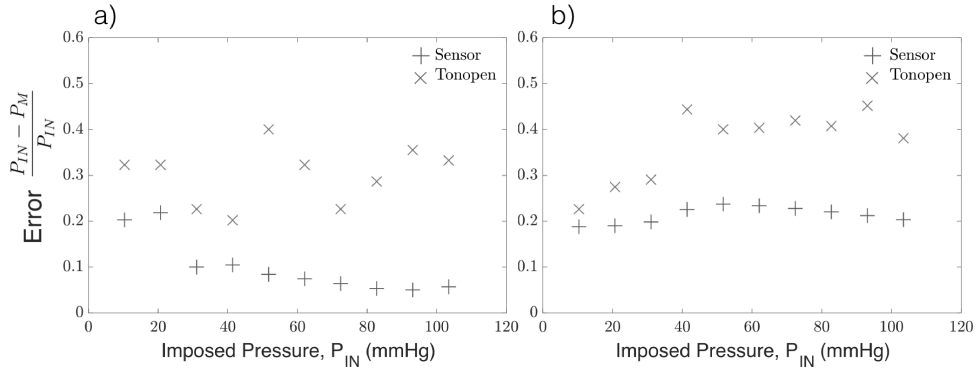 a)
Error P_IN − P_M / P_IN
0.6
0.5
0.4
0.3
0.2
0.1
0
0 20 40 60 80 100 120
Imposed Pressure, P_IN (mmHg)
Sensor
Tonopen
b)
0.6
0.5
0.4
0.3
0.2
0.1
0
0 20 40 60 80 100 120
Imposed Pressure, P_IN (mmHg)
Sensor
Tonopen